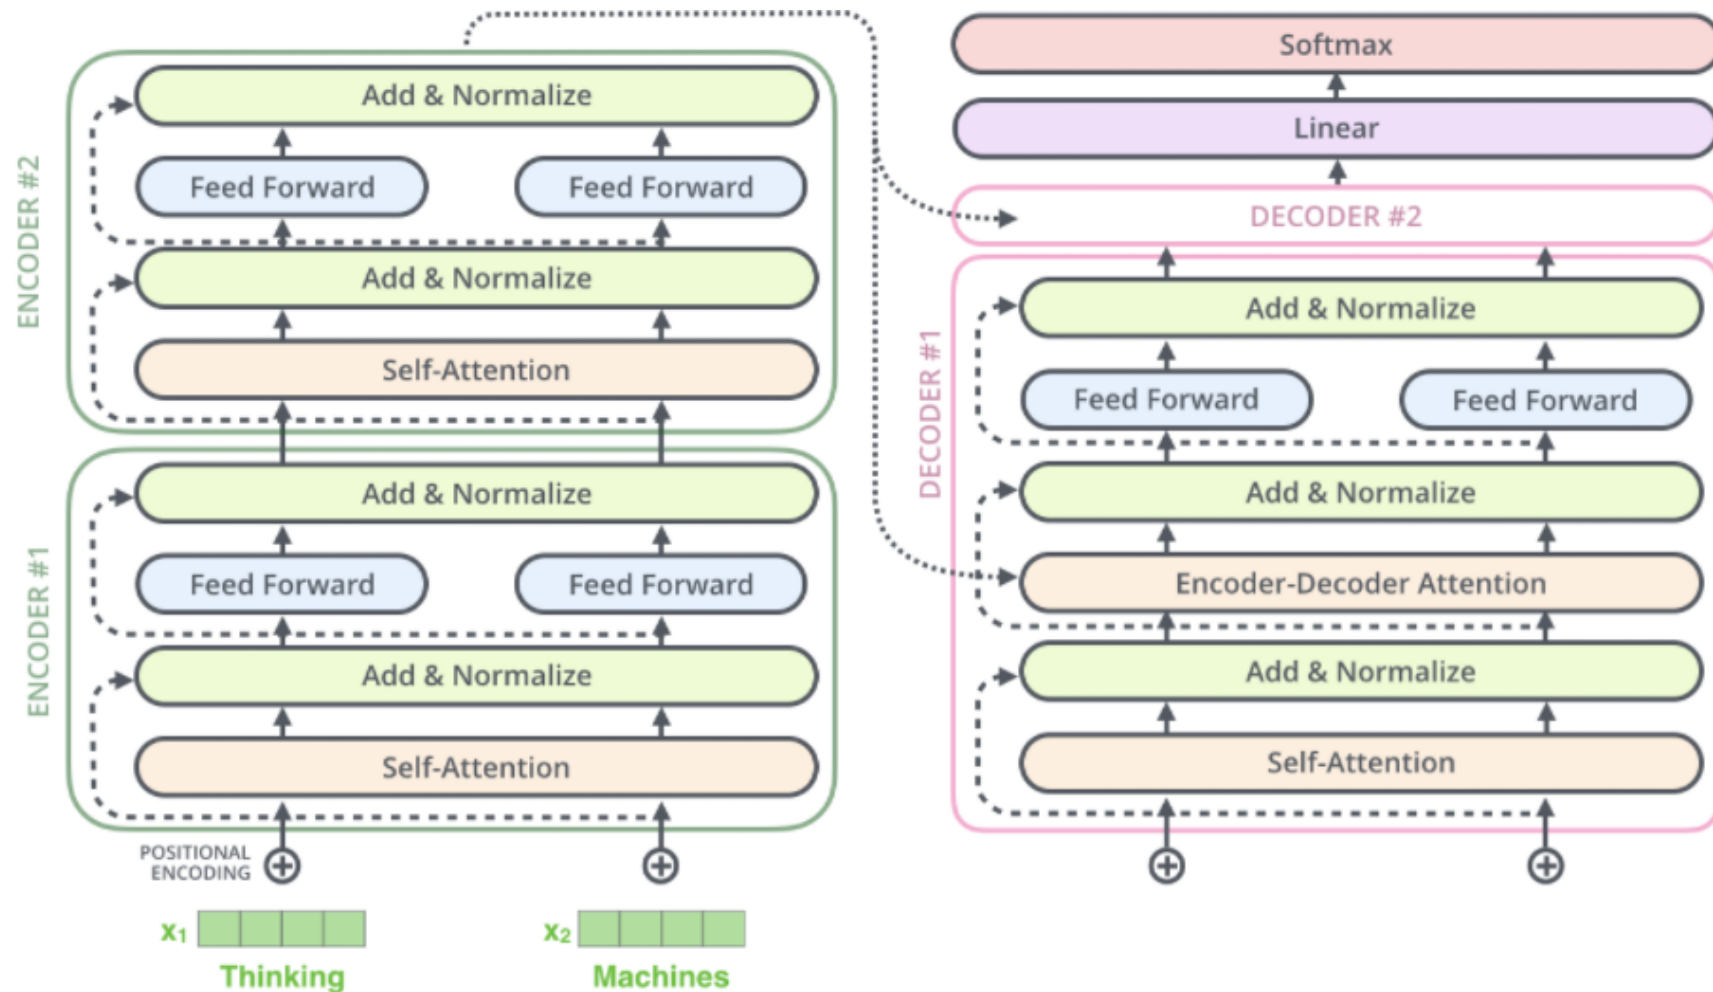 ENCODER #2
Add & Normalize
Feed Forward
Feed Forward
Add & Normalize
Self-Attention
ENCODER #1
Add & Normalize
Feed Forward
Feed Forward
Add & Normalize
Self-Attention
POSITIONAL
ENCODING
x₁
x₂
Thinking
Machines
Softmax
Linear
DECODER #2
DECODER #1
Add & Normalize
Feed Forward
Feed Forward
Add & Normalize
Encoder-Decoder Attention
Add & Normalize
Self-Attention